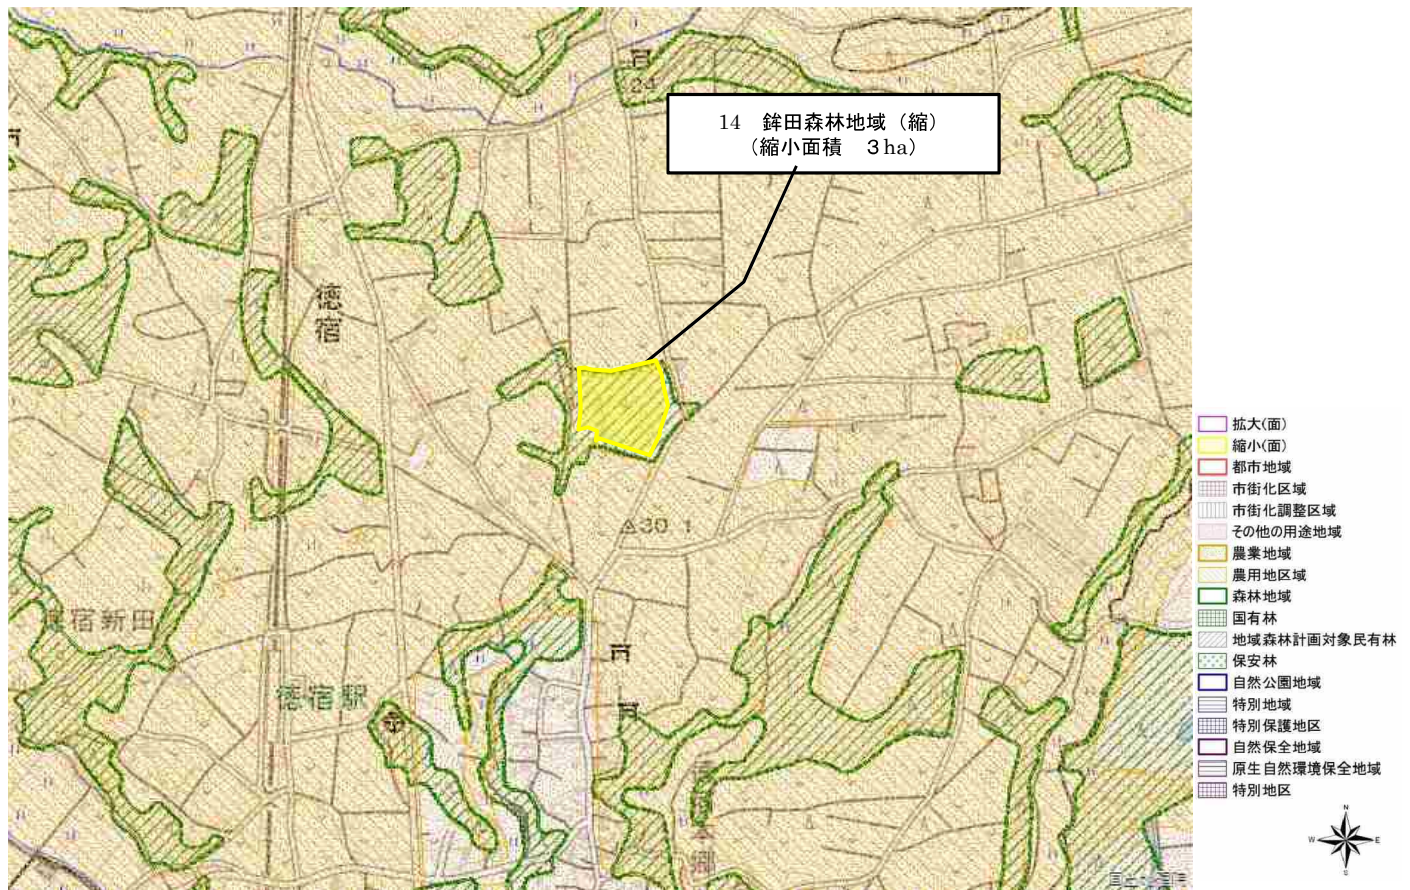 14 鉾田森林地域（縮）
（縮小面積 ３ha）
24
徳宿
30 1
宿新田
徳宿駅
拡大(面)
縮小(面)
都市地域
市街化区域
市街化調整区域
その他の用途地域
農業地域
農用地区域
森林地域
国有林
地域森林計画対象民有林
保安林
自然公園地域
特別地域
特別保護地区
自然保全地域
原生自然環境保全地域
特別地区
N
W
E
S